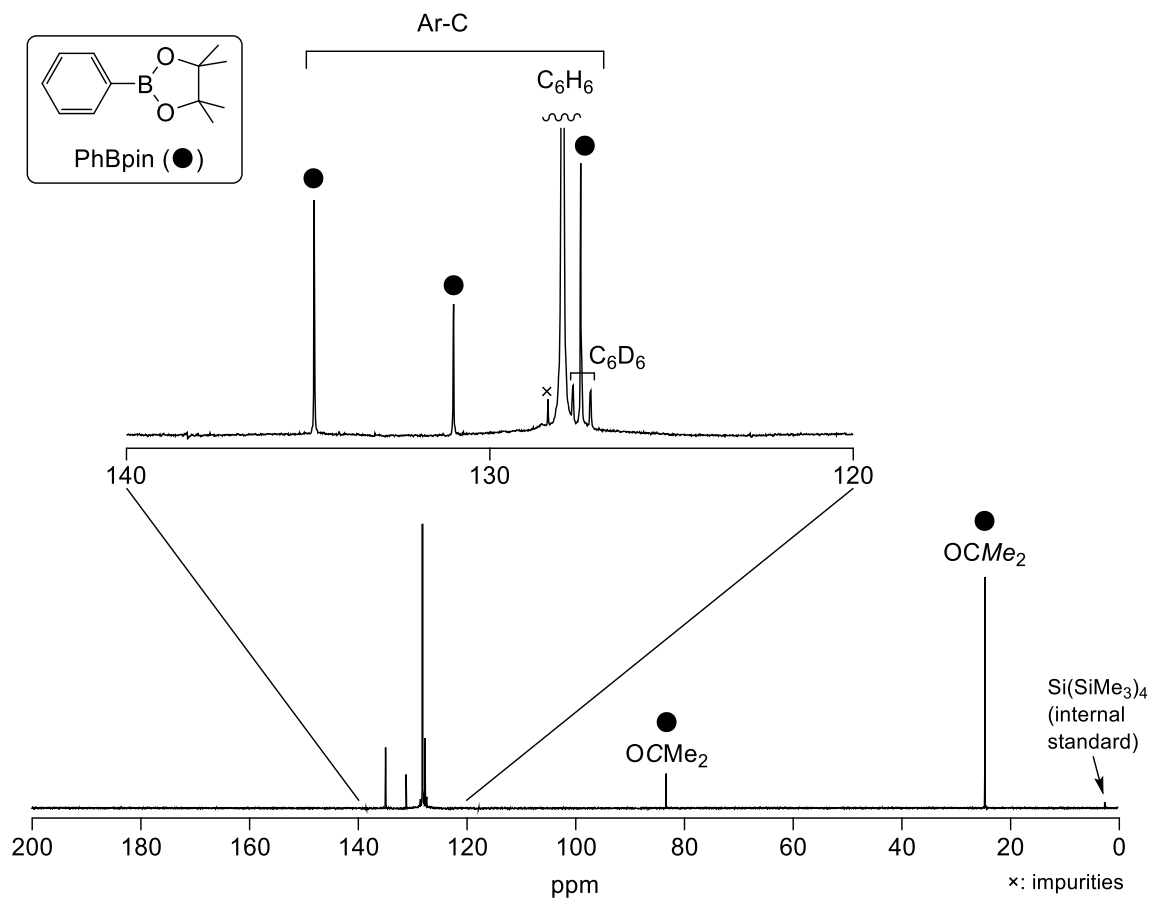 Ar-C
O
B
O
PhBpin (●)
C6H6
×
C6D6
140
130
120
OCMe2
OCMe2
Si(SiMe3)4
(internal
standard)
200
180
160
140
120
100
80
60
40
20
0
ppm
×: impurities